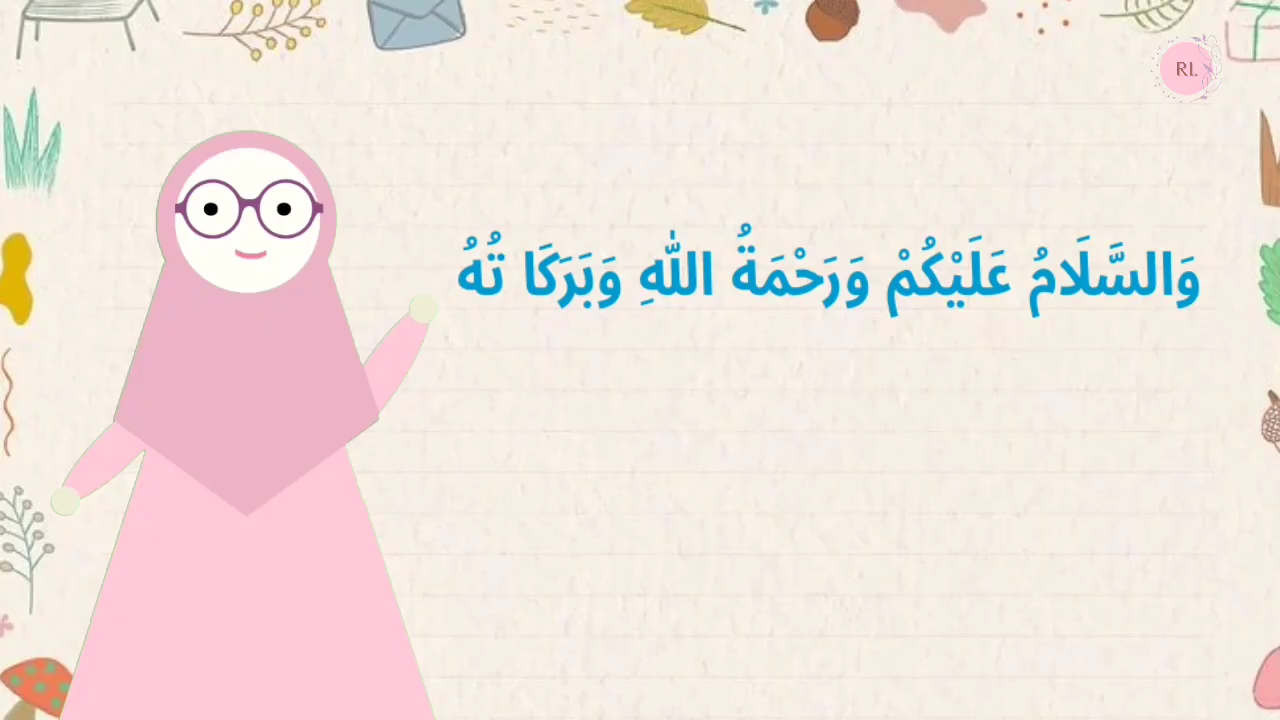 RL
وَالسَّلَامُ عَلَيْكُمْ وَرَحْمَةُ اللّٰهِ وَبَرَكَا تُهُ